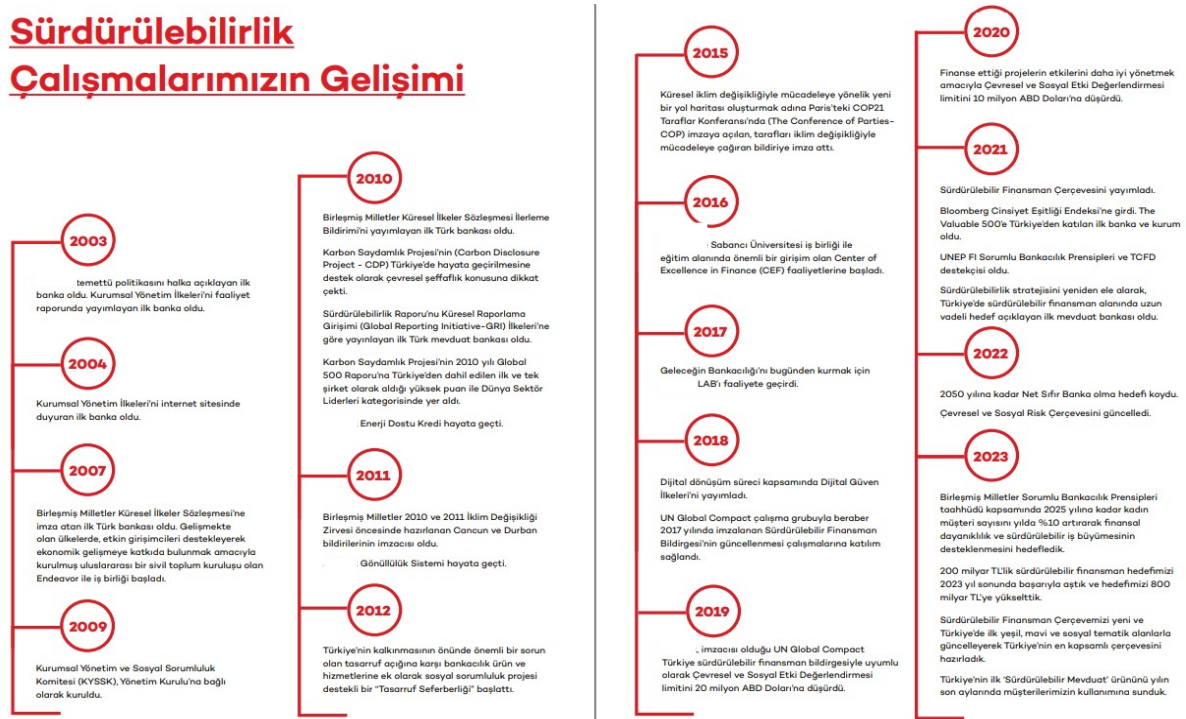 Sürdürülebilirlik
Çalışmalarımızın Gelişimi
2003
temettü politikasını halka açıklayan ilk
banka oldu. Kurumsal Yönetim İlkeleri'ni faaliyet
raporunda yayımlayan ilk banka oldu.
2004
Kurumsal Yönetim İlkeleri'ni internet sitesinde
duyuran ilk banka oldu.
2007
Birleşmiş Milletler Küresel İlkeler Sözleşmesi'ne
imza atan ilk Türk bankası oldu. Gelişmekte
olan ülkelerde, etkin girişimcileri destekleyerek
ekonomik gelişmeye katkıda bulunmak amacıyla
kurulmuş uluslararası bir sivil toplum kuruluşu olan
Endeavor ile iş birliği başladı.
2009
Kurumsal Yönetim ve Sosyal Sorumluluk
Komitesi (KYSSK), Yönetim Kurulu'na bağlı
olarak kuruldu.
2010
Birleşmiş Milletler Küresel İlkeler Sözleşmesi İlerleme
Bildirimi'ni yayımlayan ilk Türk bankası oldu.
Karbon Saydamlık Projesi'nin (Carbon Disclosure
Project - CDP) Türkiye'de hayata geçirilmesine
destek olarak çevresel şeffaflık konusuna dikkat
çekti.
Sürdürülebilirlik Raporu'nu Küresel Raporlama
Girişimi (Global Reporting Initiative-GRI) İlkeleri'ne
göre yayınlayan ilk Türk mevduat bankası oldu.
Karbon Saydamlık Projesi'nin 2010 yılı Global
500 Raporu'na Türkiye'den dahil edilen ilk ve tek
şirket olarak aldığı yüksek puan ile Dünya Sektör
Liderleri kategorisinde yer aldı.
Enerji Dostu Kredi hayata geçti.
2011
Birleşmiş Milletler 2010 ve 2011 İklim Değişikliği
Zirvesi öncesinde hazırlanan Cancun ve Durban
bildirilerinin imzacısı oldu.
Gönüllülük Sistemi hayata geçti.
2012
Türkiye'nin kalkınmasının önünde önemli bir sorun
olan tasarruf açığına karşı bankacılık ürün ve
hizmetlerine ek olarak sosyal sorumluluk projesi
destekli bir "Tasarruf Seferberliği" başlattı.
2015
Küresel iklim değişikliğiyle mücadeleye yönelik yeni
bir yol haritası oluşturmak adına Paris'teki COP21
Taraflar Konferansı'nda (The Conference of Parties-
COP) imzaya açılan, tarafları iklim değişikliğiyle
mücadeleye çağıran bildiriye imza attı.
2016
Sabancı Üniversitesi iş birliği ile
eğitim alanında önemli bir girişim olan Center of
Excellence in Finance (CEF) faaliyetlerine başladı.
2017
Geleceğin Bankacılığı'nı bugünden kurmak için
LAB'ı faaliyete geçirdi.
2018
Dijital dönüşüm süreci kapsamında Dijital Güven
İlkeleri'ni yayımladı.
UN Global Compact çalışma grubuyla beraber
2017 yılında imzalanan Sürdürülebilir Finansman
Bildirgesi'nin güncellenmesi çalışmalarına katılım
sağlandı.
2019
imzacısı olduğu UN Global Compact
Türkiye sürdürülebilir finansman bildirgesiyle uyumlu
olarak Çevresel ve Sosyal Etki Değerlendirmesi
limitini 20 milyon ABD Doları'na düşürdü.
2020
Finanse ettiği projelerin etkilerini daha iyi yönetmek
amacıyla Çevresel ve Sosyal Etki Değerlendirmesi
limitini 10 milyon ABD Doları'na düşürdü.
2021
Sürdürülebilir Finansman Çerçevesini yayımladı.
Bloomberg Cinsiyet Eşitliği Endeksi'ne girdi. The
Valuable 500'e Türkiye'den katılan ilk banka ve kurum
oldu.
UNEP FI Sorumlu Bankacılık Prensipleri ve TCFD
destekçisi oldu.
Sürdürülebilirlik stratejisini yeniden ele alarak,
Türkiye'de sürdürülebilir finansman alanında uzun
vadeli hedef açıklayan ilk mevduat bankası oldu.
2022
2050 yılına kadar Net Sıfır Banka olma hedefi koydu.
Çevresel ve Sosyal Risk Çerçevesini güncelledi.
2023
Birleşmiş Milletler Sorumlu Bankacılık Prensipleri
taahhüdü kapsamında 2025 yılına kadar kadın
müşteri sayısını yılda %10 artırarak finansal
dayanıklılık ve sürdürülebilir iş büyümesinin
desteklenmesini hedefledik.
200 milyar TL'lik sürdürülebilir finansman hedefimizi
2023 yıl sonunda başarıyla aştık ve hedefimizi 800
milyar TL'ye yükselttik.
Sürdürülebilir Finansman Çerçevemizi yeni ve
Türkiye'de ilk yeşil, mavi ve sosyal tematik alanlarla
güncelleyerek Türkiye'nin en kapsamlı çerçevesini
hazırladık.
Türkiye'nin ilk 'Sürdürülebilir Mevduat' ürününü yılın
son aylarında müşterilerimizin kullanımına sunduk.